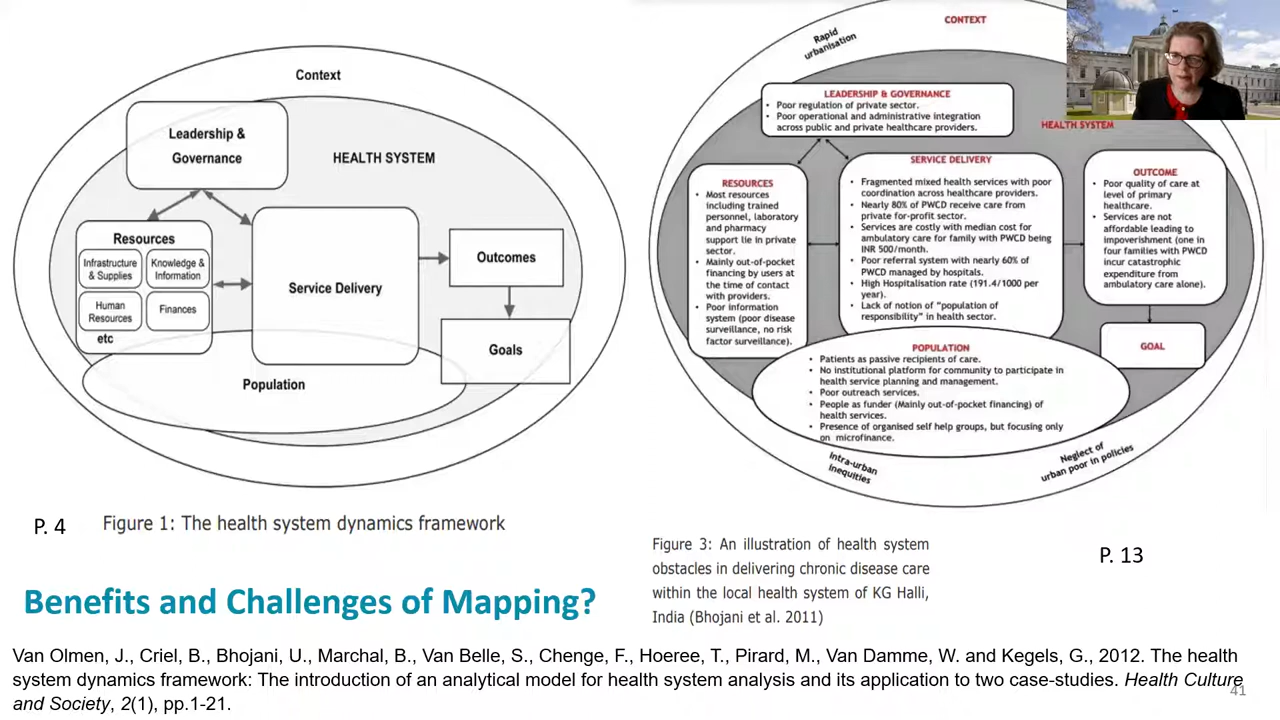 Context
Leadership &
Governance
HEALTH SYSTEM
Resources
Infrastructure
& Supplies
Knowledge &
Information
Human
Resources
Finances
etc
Service Delivery
Outcomes
Goals
Population
P. 4
Figure 1: The health system dynamics framework
CONTEXT
Rapid
urbanisation
LEADERSHIP & GOVERNANCE
• Poor regulation of private sector.
• Poor operational and administrative integration
across public and private healthcare providers.
HEALTH SYSTEM
RESOURCES
• Most resources
including trained
personnel, laboratory
and pharmacy
support lie in private
sector.
• Mainly out-of-pocket
financing by users at
the time of contact
with providers.
• Poor information
system (poor disease
surveillance, no risk
factor surveillance).
SERVICE DELIVERY
• Fragmented mixed health services with poor
coordination across healthcare providers.
• Nearly 80% of PWCD receive care from
private for-profit sector.
• Services are costly with median cost for
ambulatory care for family with PWCD being
INR 500/month.
• Poor referral system with nearly 60% of
PWCD managed by hospitals.
• High Hospitalisation rate (191.4/1000 per
year).
• Lack of notion of "population of
responsibility" in health sector.
OUTCOME
• Poor quality of care at
level of primary
healthcare.
• Services are not
affordable leading to
impoverishment (one in
four families with PWCD
incur catastrophic
expenditure from
ambulatory care alone).
GOAL
POPULATION
• Patients as passive recipients of care.
• No institutional platform for community to participate in
health service planning and management.
• Poor outreach services.
• People as funder (Mainly out-of-pocket financing) of
health services.
• Presence of organised self help groups, but focusing only
on microfinance.
Intra-urban
inequities
Neglect of
urban poor in policies
Figure 3: An illustration of health system
obstacles in delivering chronic disease care
within the local health system of KG Halli,
India (Bhojani et al. 2011)
P. 13
Benefits and Challenges of Mapping?
Van Olmen, J., Criel, B., Bhojani, U., Marchal, B., Van Belle, S., Chenge, F., Hoeree, T., Pirard, M., Van Damme, W. and Kegels, G., 2012. The health
system dynamics framework: The introduction of an analytical model for health system analysis and its application to two case-studies. Health Culture
and Society, 2(1), pp.1-21.
41